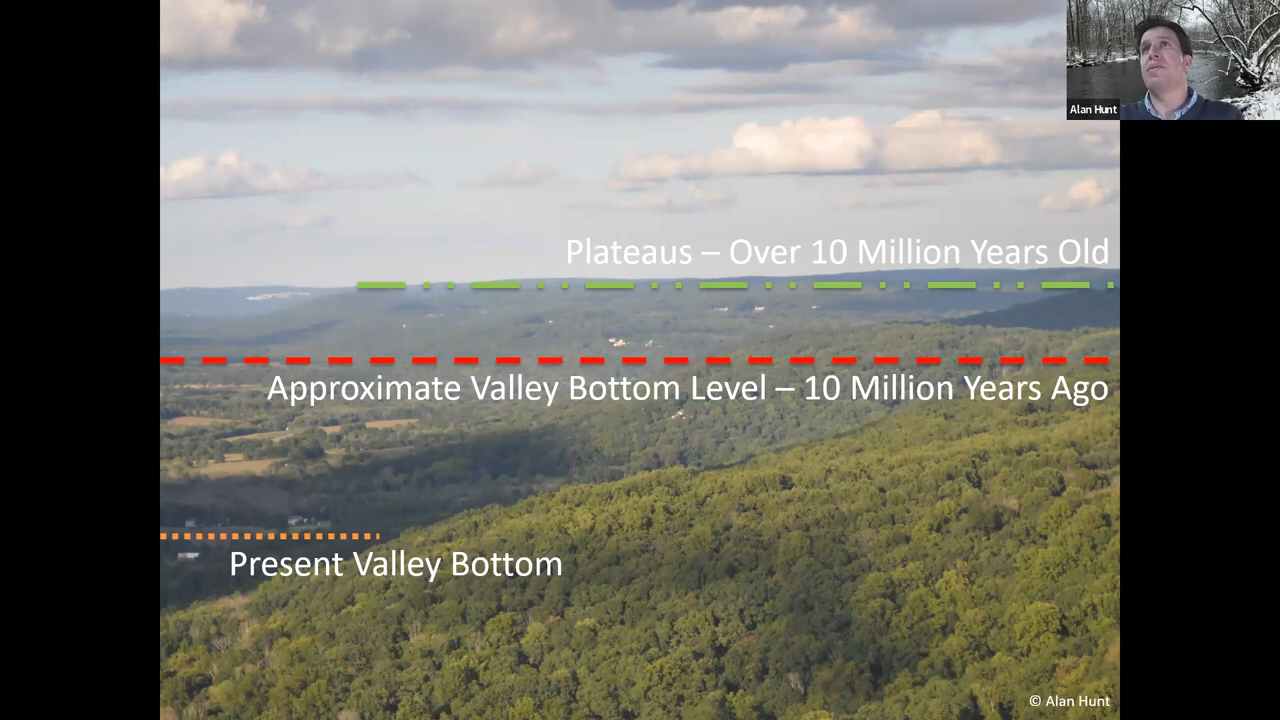 Alan Hunt
Plateaus – Over 10 Million Years Old
Approximate Valley Bottom Level – 10 Million Years Ago
Present Valley Bottom
© Alan Hunt